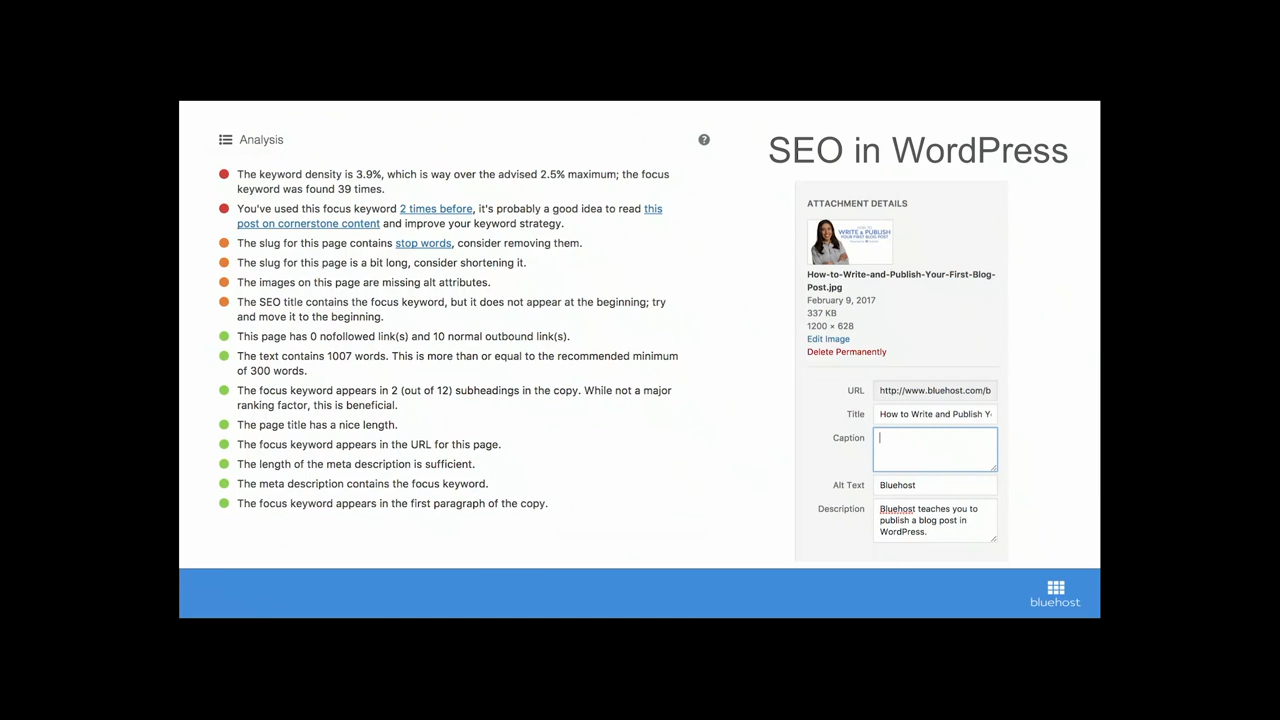 Analysis
?
SEO in WordPress
The keyword density is 3.9%, which is way over the advised 2.5% maximum; the focus
keyword was found 39 times.
You've used this focus keyword 2 times before, it's probably a good idea to read this
post on cornerstone content and improve your keyword strategy.
The slug for this page contains stop words, consider removing them.
The slug for this page is a bit long, consider shortening it.
The images on this page are missing alt attributes.
The SEO title contains the focus keyword, but it does not appear at the beginning; try
and move it to the beginning.
This page has 0 nofollowed link(s) and 10 normal outbound link(s).
The text contains 1007 words. This is more than or equal to the recommended minimum
of 300 words.
The focus keyword appears in 2 (out of 12) subheadings in the copy. While not a major
ranking factor, this is beneficial.
The page title has a nice length.
The focus keyword appears in the URL for this page.
The length of the meta description is sufficient.
The meta description contains the focus keyword.
The focus keyword appears in the first paragraph of the copy.
ATTACHMENT DETAILS
WRITE & PUBLISH
YOUR FIRST BLOG POST
How-to-Write-and-Publish-Your-First-Blog-
Post.jpg
February 9, 2017
337 KB
1200 × 628
Edit Image
Delete Permanently
URL http://www.bluehost.com/b
Title How to Write and Publish Y
Caption
Alt Text Bluehost
Description Bluehost teaches you to
publish a blog post in
WordPress.
bluehost